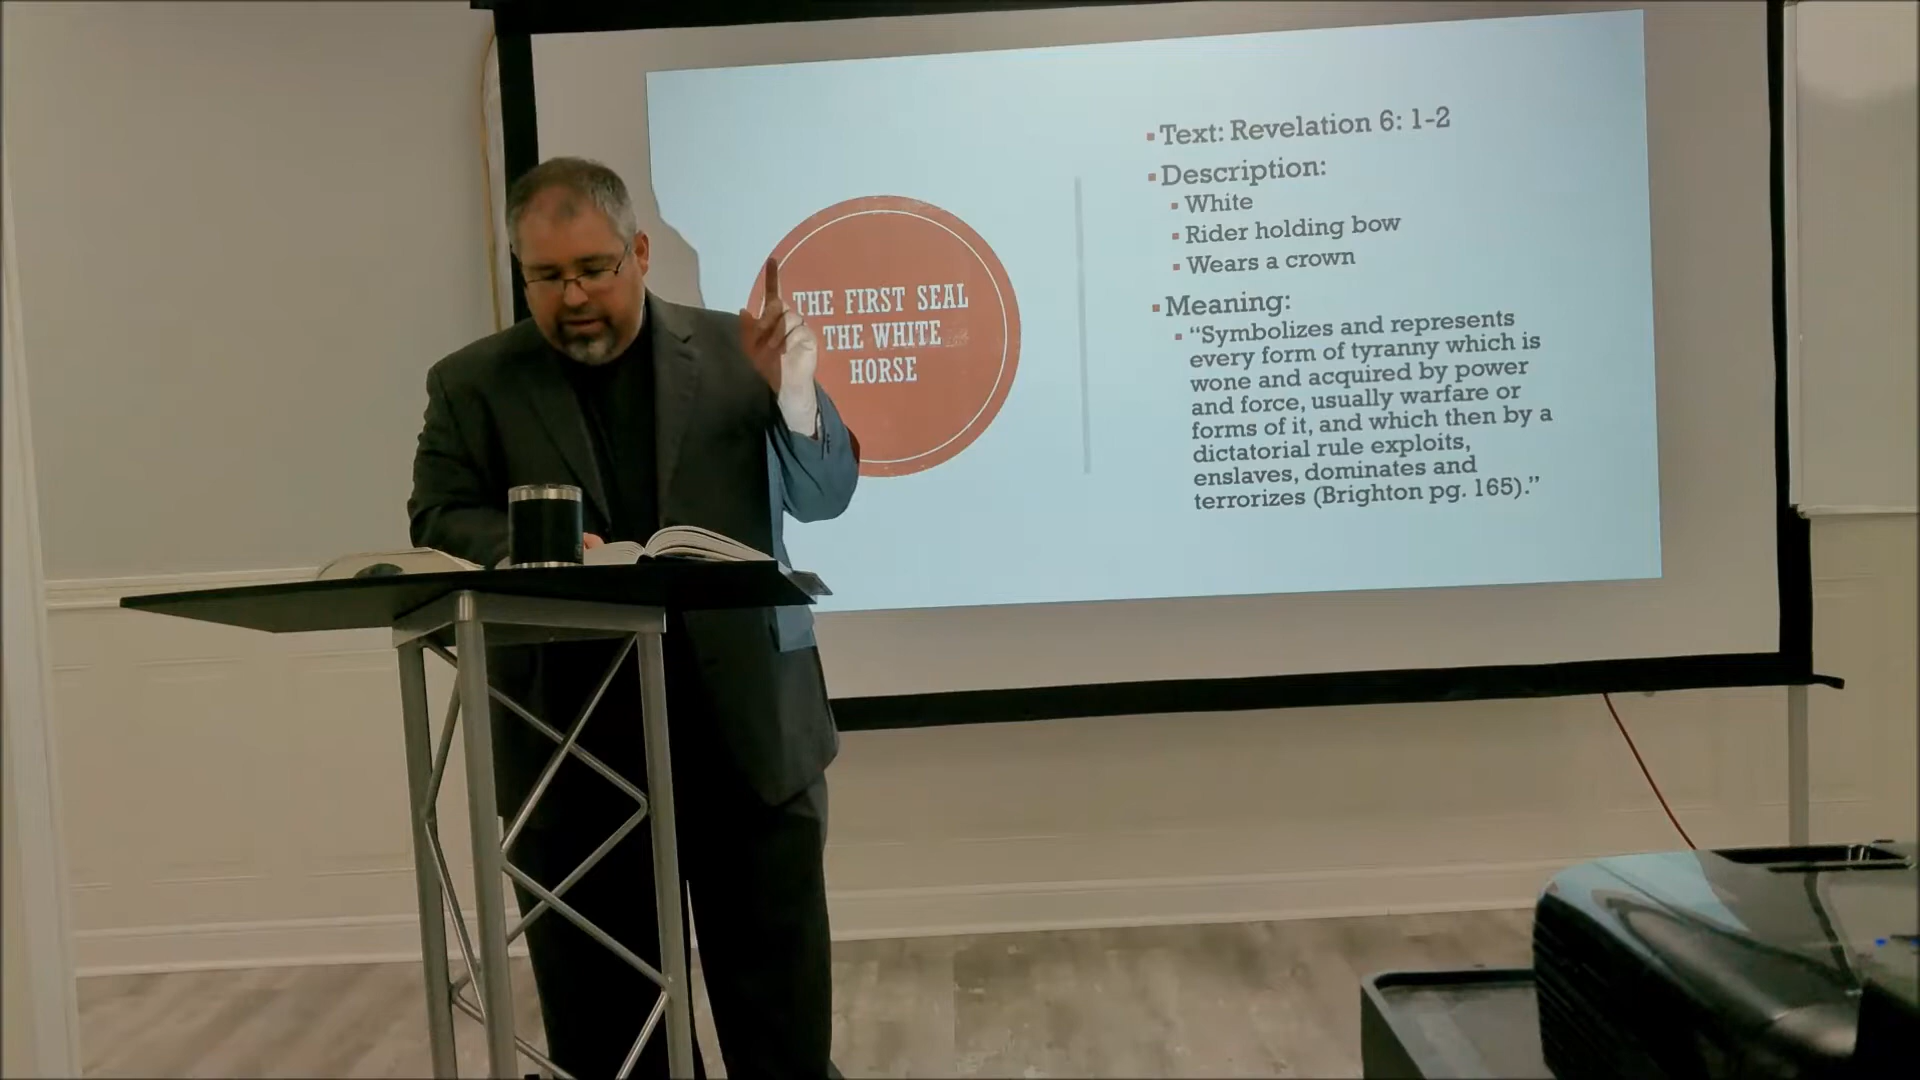 THE FIRST SEAL
THE WHITE
HORSE
Text: Revelation 6: 1-2
Description:
White
Rider holding bow
Wears a crown
Meaning:
“Symbolizes and represents
every form of tyranny which is
wone and acquired by power
and force, usually warfare or
forms of it, and which then by a
dictatorial rule exploits,
enslaves, dominates and
terrorizes (Brighton pg. 165).”